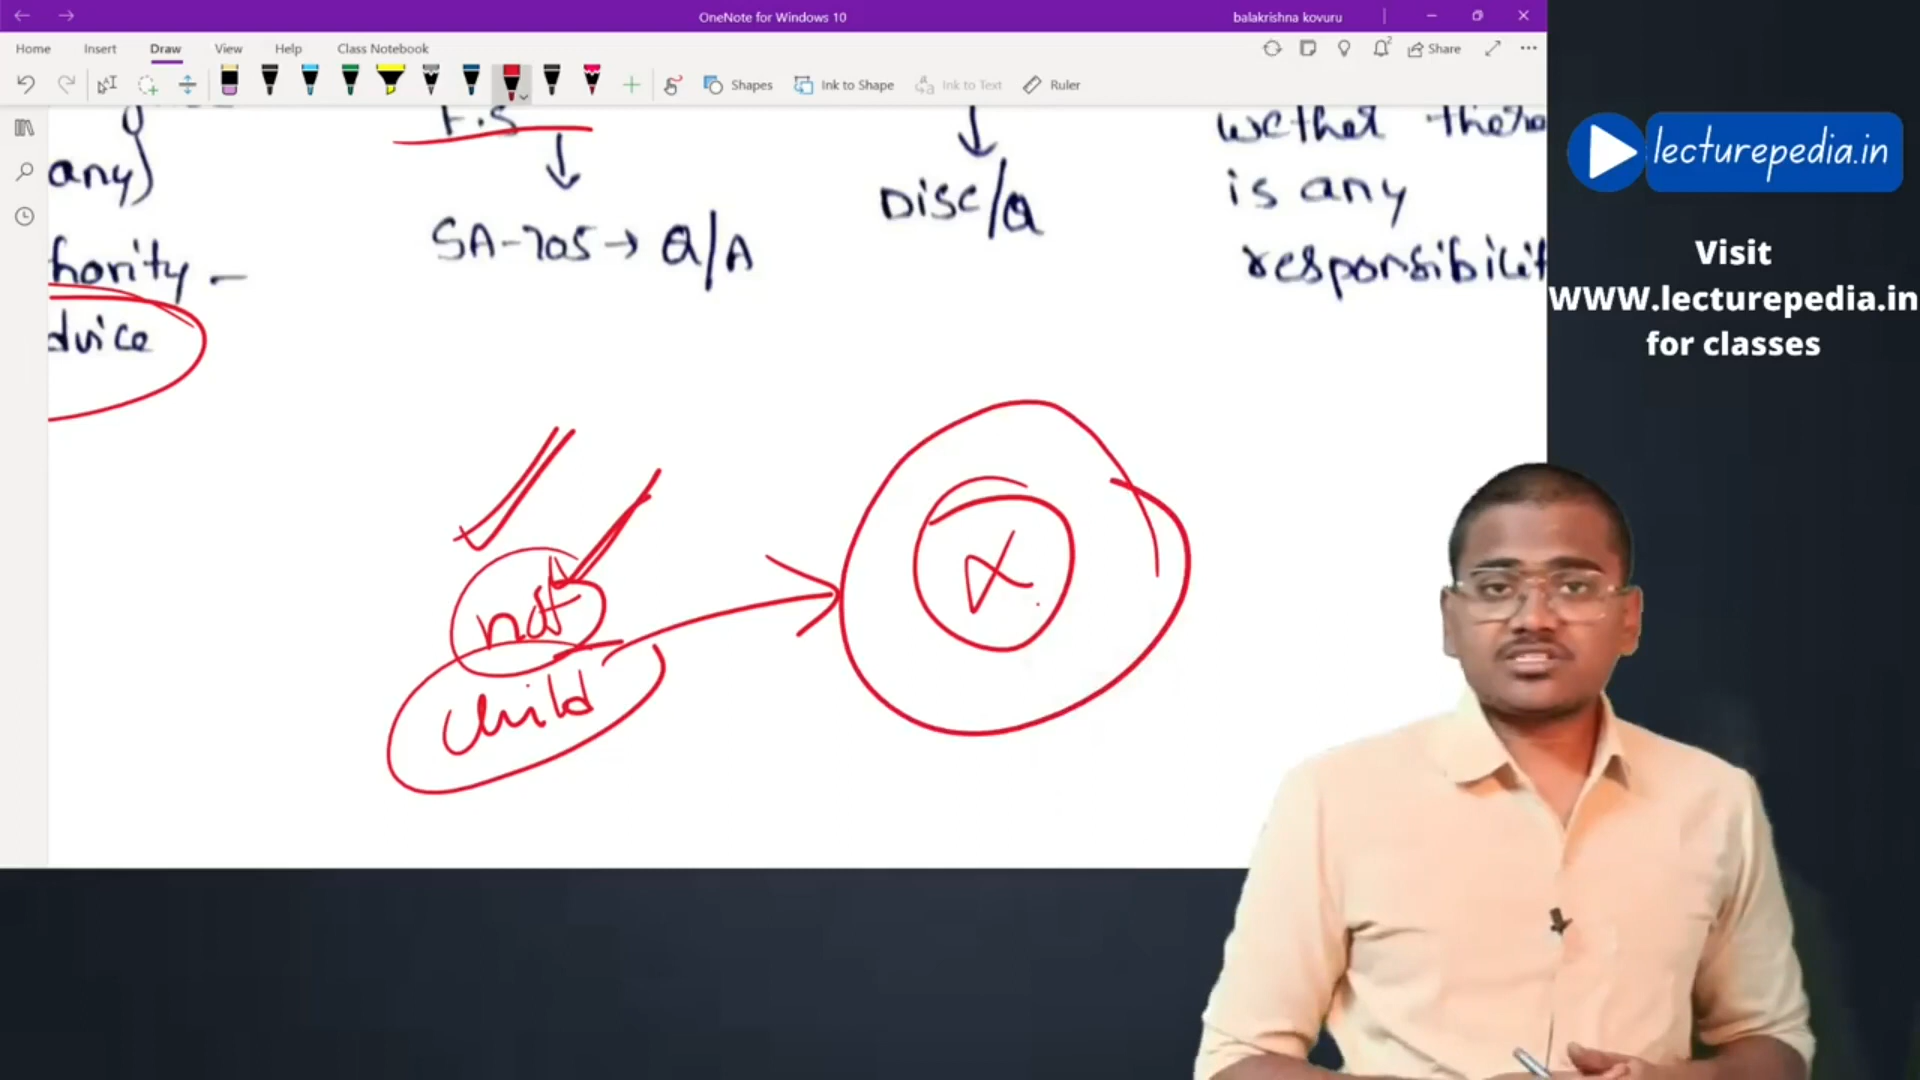 OneNote for Windows 10
balakrishna kovuru
Home Insert Draw View Help Class Notebook
Share
Shapes Ink to Shape Ink to Text Ruler
F.S
wether there
any)
is any
DISC/Q
SA-705 → Q/A
hority -
responsibilit
dvice
not
child
lecturepedia.in
Visit
WWW.lecturepedia.in
for classes